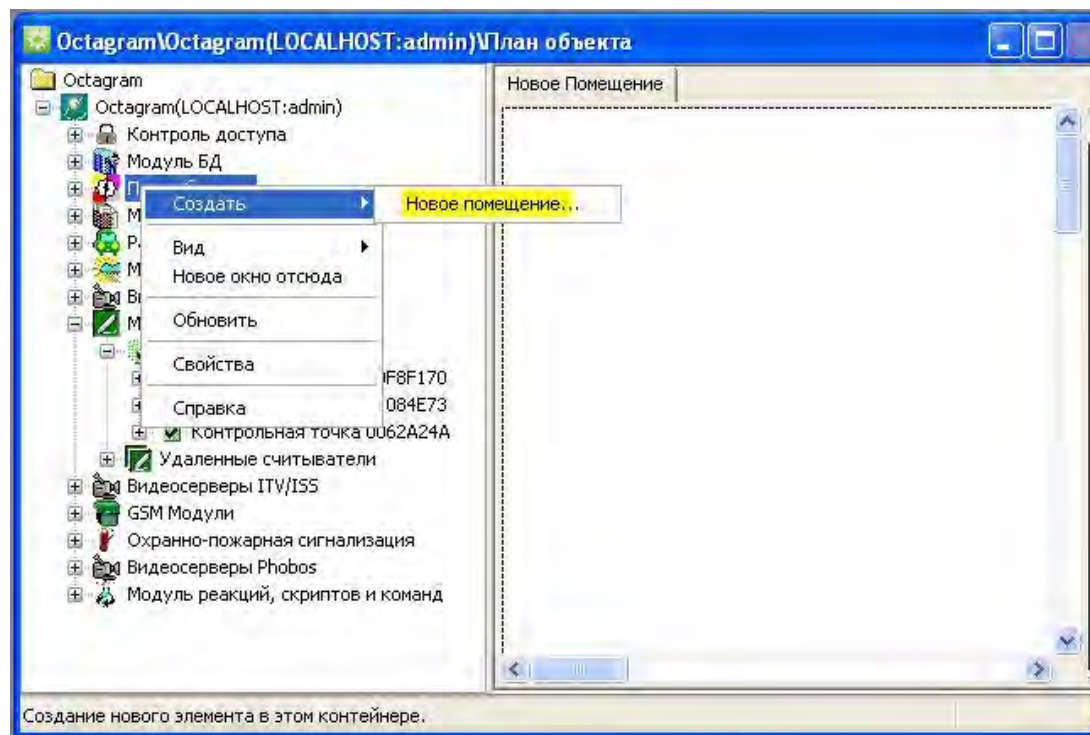 Octagram\Octagram(LOCALHOST:admin)\План объекта
Octagram
Octagram(LOCALHOST:admin)
Контроль доступа
Модуль БД
Создать
Вид
Новое окно отсюда
Обновить
Свойства
Справка
Новое помещение...
F8F170
084E73
Контрольная точка 0062A24A
Удаленные считыватели
Видеосерверы ITV/ISS
GSM Модули
Охранно-пожарная сигнализация
Видеосерверы Phobos
Модуль реакций, скриптов и команд
Новое Помещение
Создание нового элемента в этом контейнере.